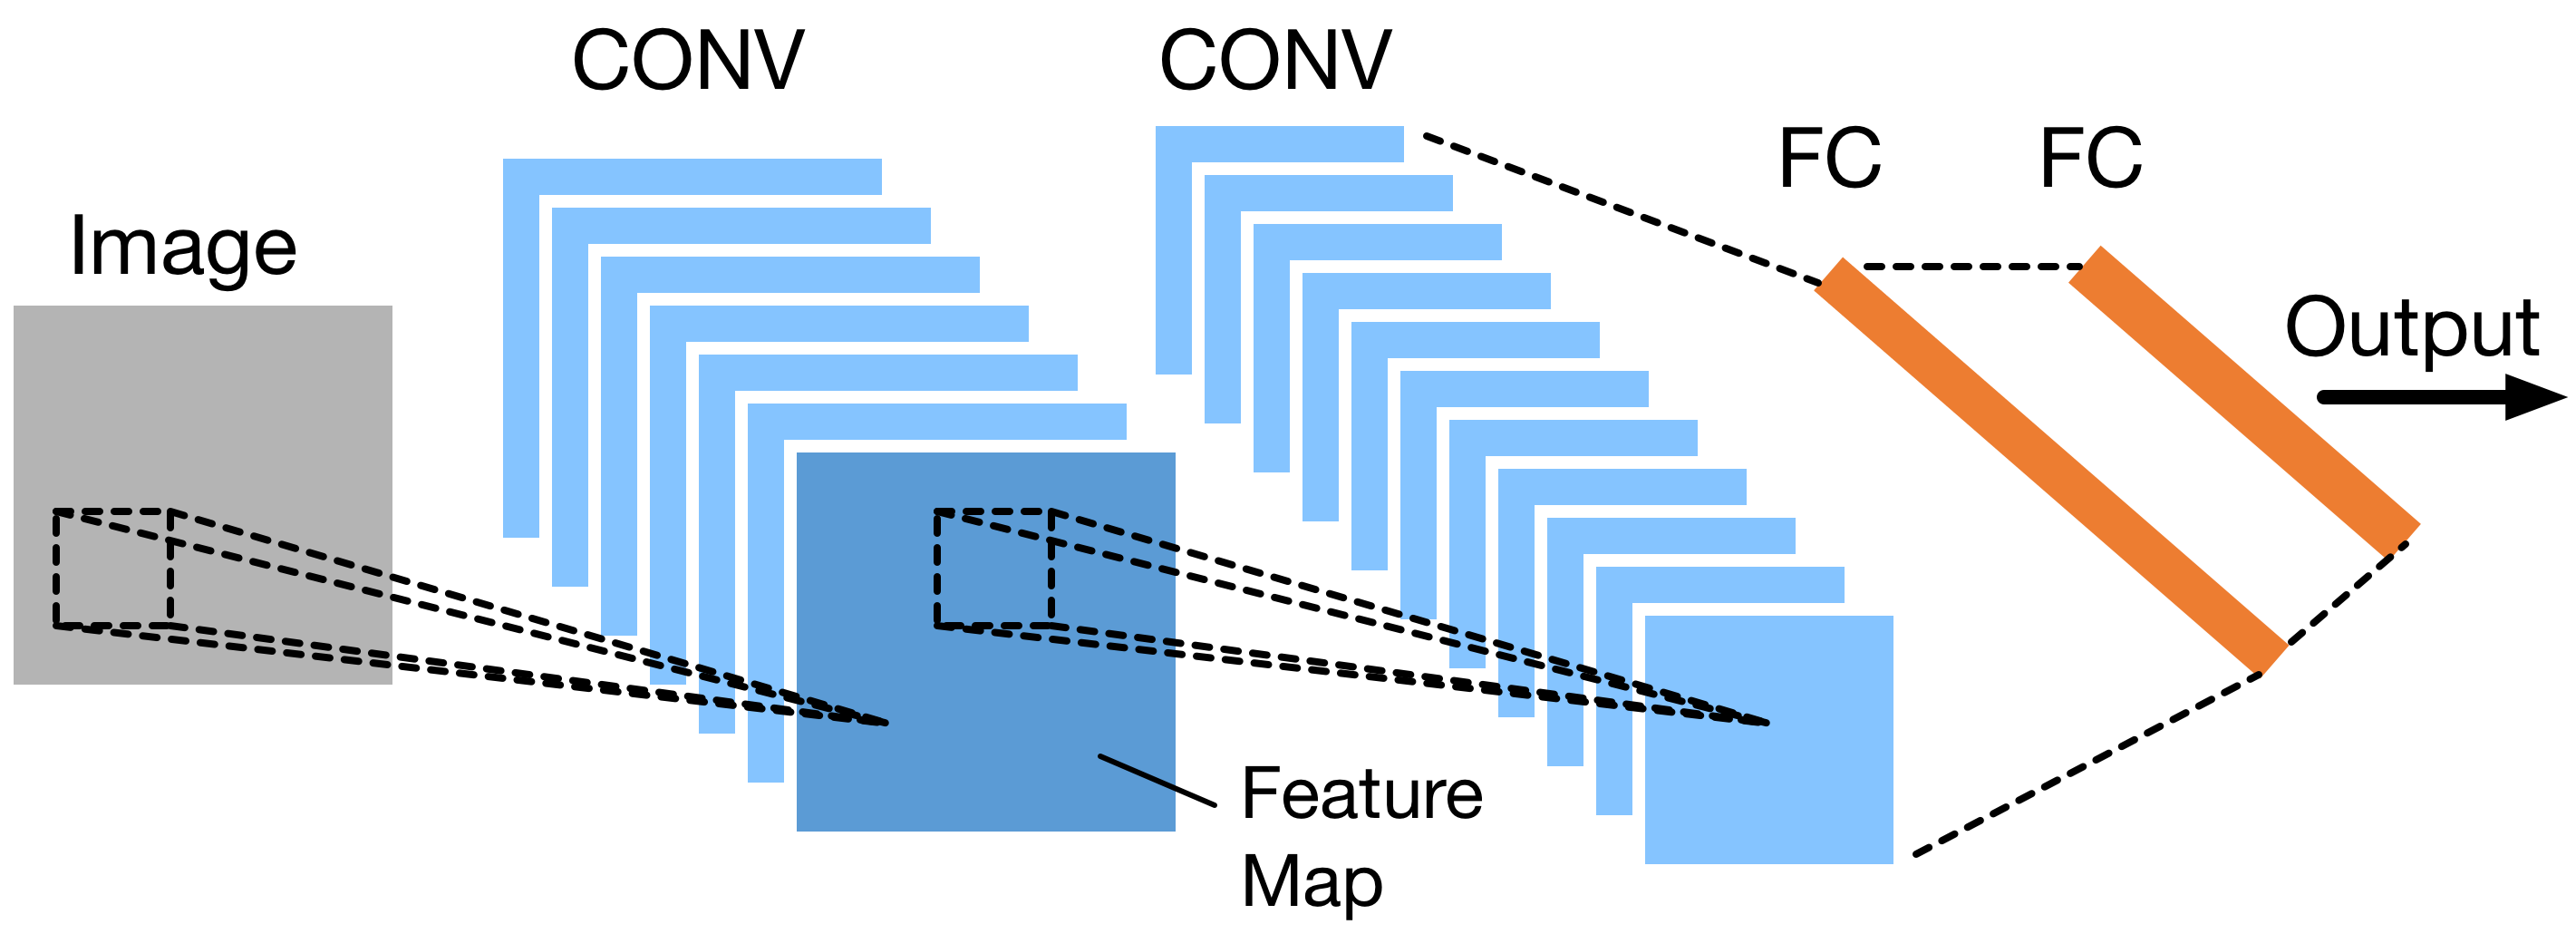 Image
CONV
CONV
FC
FC
Output
Feature
Map